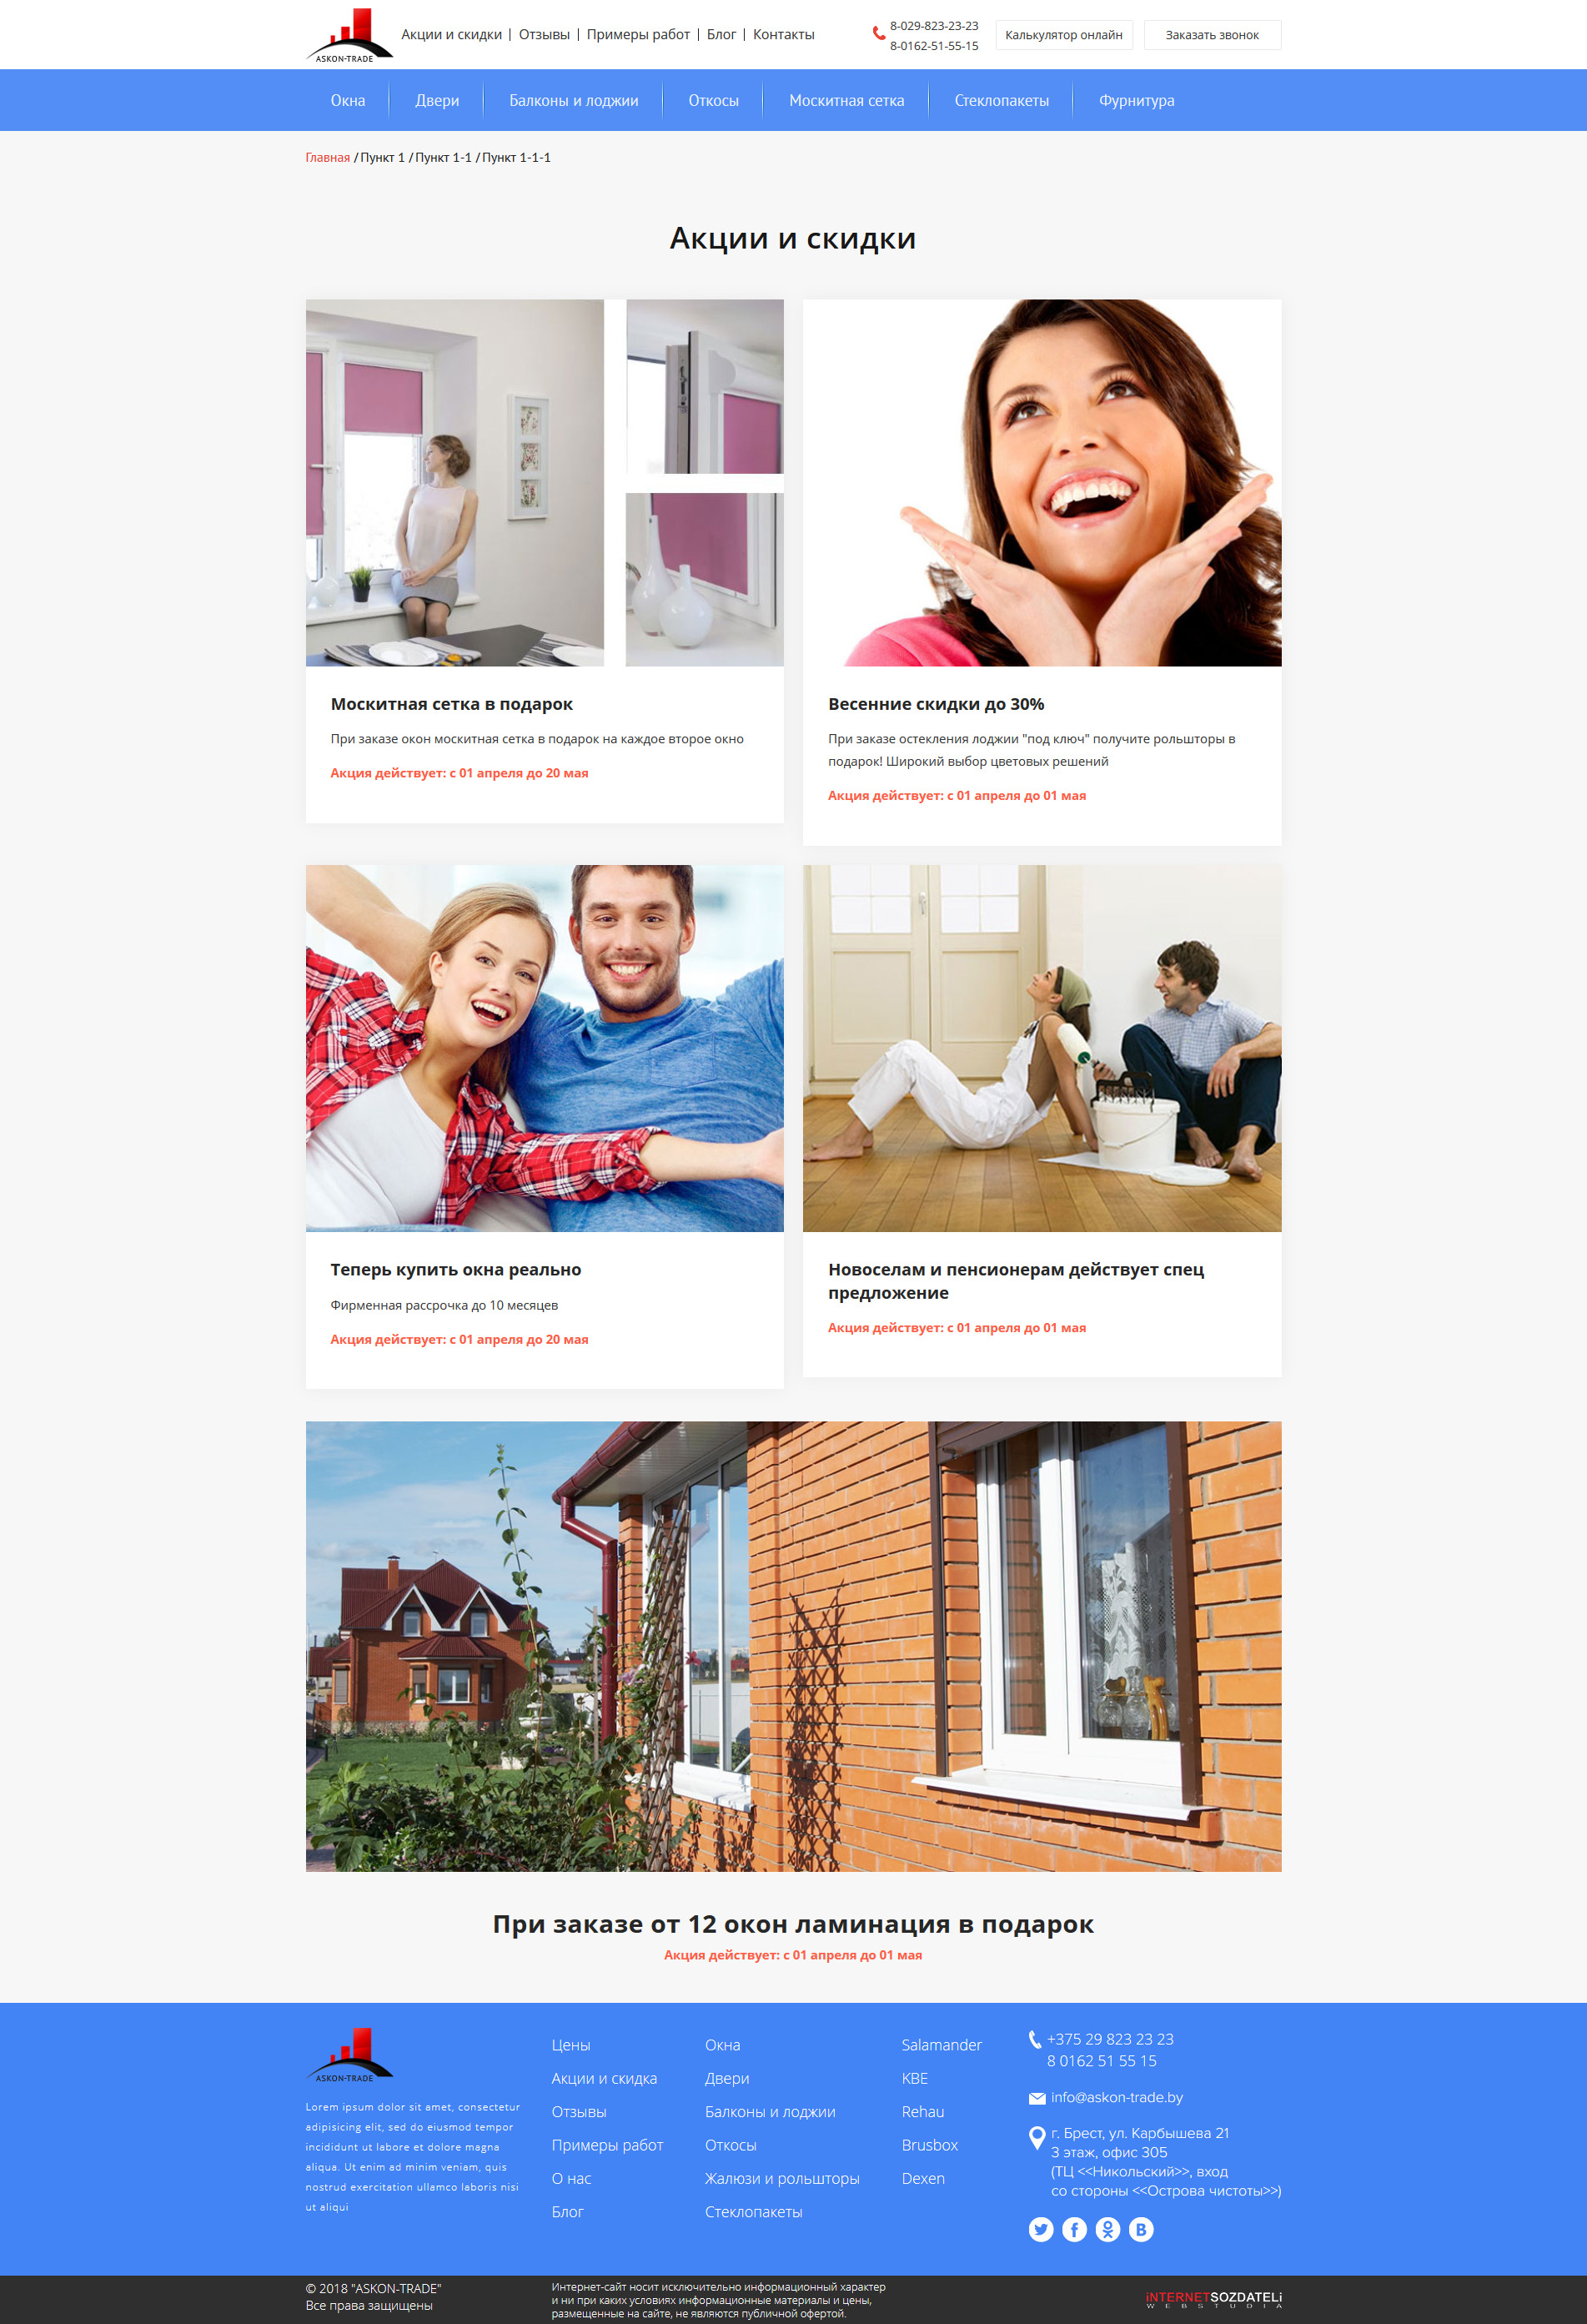 ASKON-TRADE
Акции и скидки | Отзывы | Примеры работ | Блог | Контакты
8-029-823-23-23
8-0162-51-55-15
Калькулятор онлайн
Заказать звонок
Окна
Двери
Балконы и лоджии
Откосы
Москитная сетка
Стеклопакеты
Фурнитура
Главная / Пункт 1 / Пункт 1-1 / Пункт 1-1-1
Акции и скидки
Москитная сетка в подарок
При заказе окон москитная сетка в подарок на каждое второе окно
Акция действует: с 01 апреля до 20 мая
Весенние скидки до 30%
При заказе остекления лоджии "под ключ" получите рольшторы в
подарок! Широкий выбор цветовых решений
Акция действует: с 01 апреля до 01 мая
Теперь купить окна реально
Фирменная рассрочка до 10 месяцев
Акция действует: с 01 апреля до 20 мая
Новоселам и пенсионерам действует спец
предложение
Акция действует: с 01 апреля до 01 мая
При заказе от 12 окон ламинация в подарок
Акция действует: с 01 апреля до 01 мая
ASKON-TRADE
Lorem ipsum dolor sit amet, consectetur
adipisicing elit, sed do eiusmod tempor
incididunt ut labore et dolore magna
aliqua. Ut enim ad minim veniam, quis
nostrud exercitation ullamco laboris nisi
ut aliqui
Цены
Акции и скидка
Отзывы
Примеры работ
О нас
Блог
Окна
Двери
Балконы и лоджии
Откосы
Жалюзи и рольшторы
Стеклопакеты
Salamander
KBE
Rehau
Brusbox
Dexen
+375 29 823 23 23
8 0162 51 55 15
info@askon-trade.by
г. Брест, ул. Карбышева 21
3 этаж, офис 305
(ТЦ <<Никольский>>, вход
со стороны <<Острова чистоты>>)
© 2018 "ASKON-TRADE"
Все права защищены
Интернет-сайт носит исключительно информационный характер
и ни при каких условиях информационные материалы и цены,
размещенные на сайте, не являются публичной офертой.
iNTERNETSOZDATELi
WEBSTUDIA